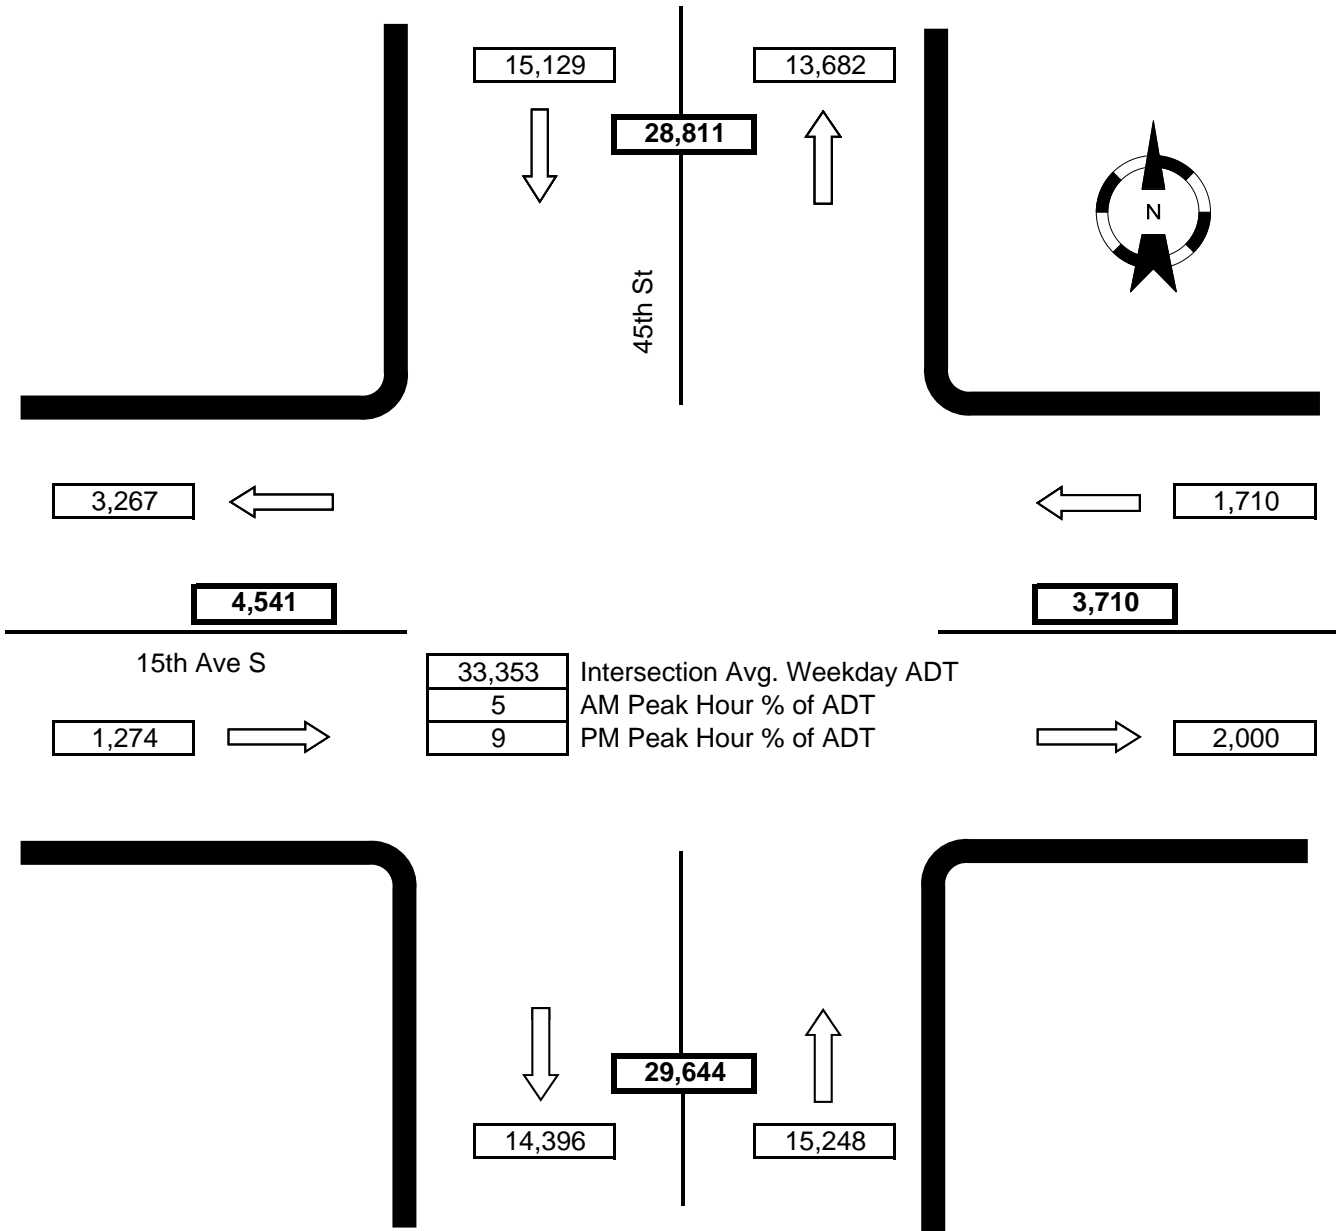 15,129
13,682
28,811
N
45th St
3,267
1,710
4,541
3,710
15th Ave S
33,353 Intersection Avg. Weekday ADT
5 AM Peak Hour % of ADT
9 PM Peak Hour % of ADT
1,274
2,000
29,644
14,396
15,248